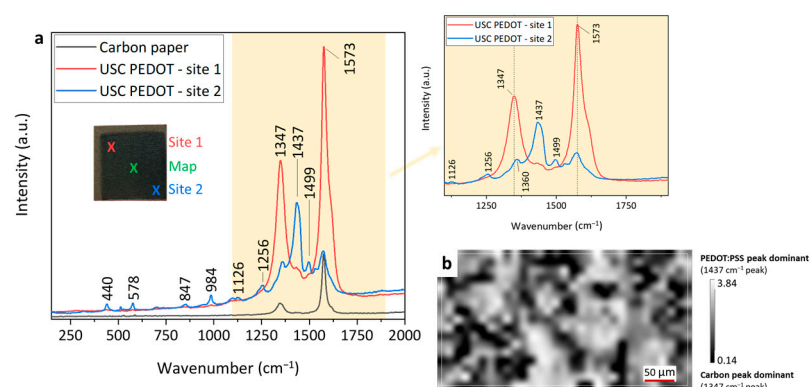 a
Carbon paper
USC PEDOT - site 1
USC PEDOT - site 2
Site 1
Map
Site 2
X
X
X
440
578
847
984
1126
1256
1347
1437
1499
1573
Intensity (a.u.)
250 500 750 1000 1250 1500 1750 2000
Wavenumber (cm⁻¹)
USC PEDOT - site 1
USC PEDOT - site 2
1573
1347
1437
1499
1126
1256
1360
Intensity (a.u.)
1250 1500 1750
Wavenumber (cm⁻¹)
b
50 µm
PEDOT:PSS peak dominant
(1437 cm⁻¹ peak)
3.84
0.14
Carbon peak dominant
(1347 cm⁻¹ peak)